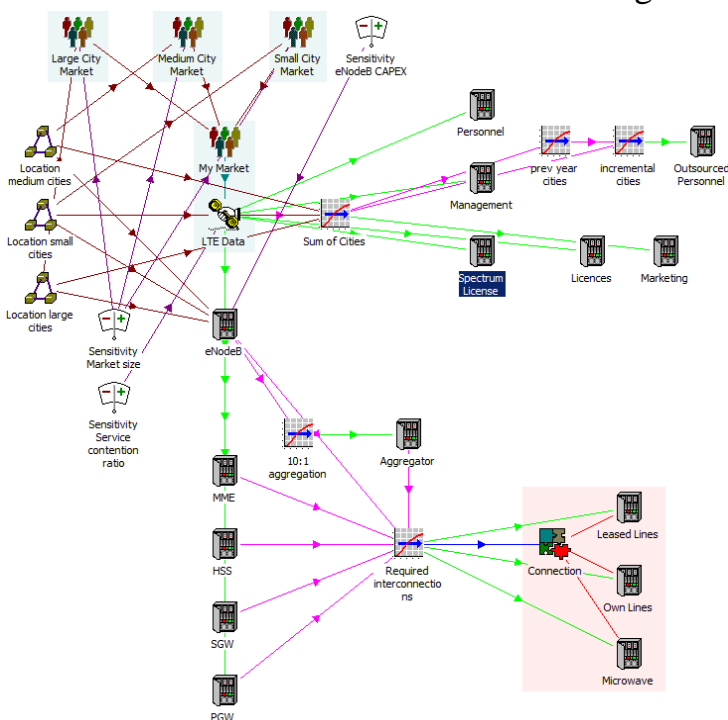 g
Large City
Market
Medium City
Market
Small City
Market
Sensitivity
eNodeB CAPEX
Personnel
prev year
cities
incremental
cities
Outsourced
Personnel
Location
medium cities
My Market
Management
Location small
cities
LTE Data
Sum of Cities
Spectrum
License
Licences
Marketing
Location large
cities
Sensitivity
Market size
eNodeB
Sensitivity
Service
contention
ratio
10:1
aggregation
Aggregator
MME
Leased Lines
HSS
Required
interconnectio
ns
Connection
Own Lines
SGW
Microwave
PGW